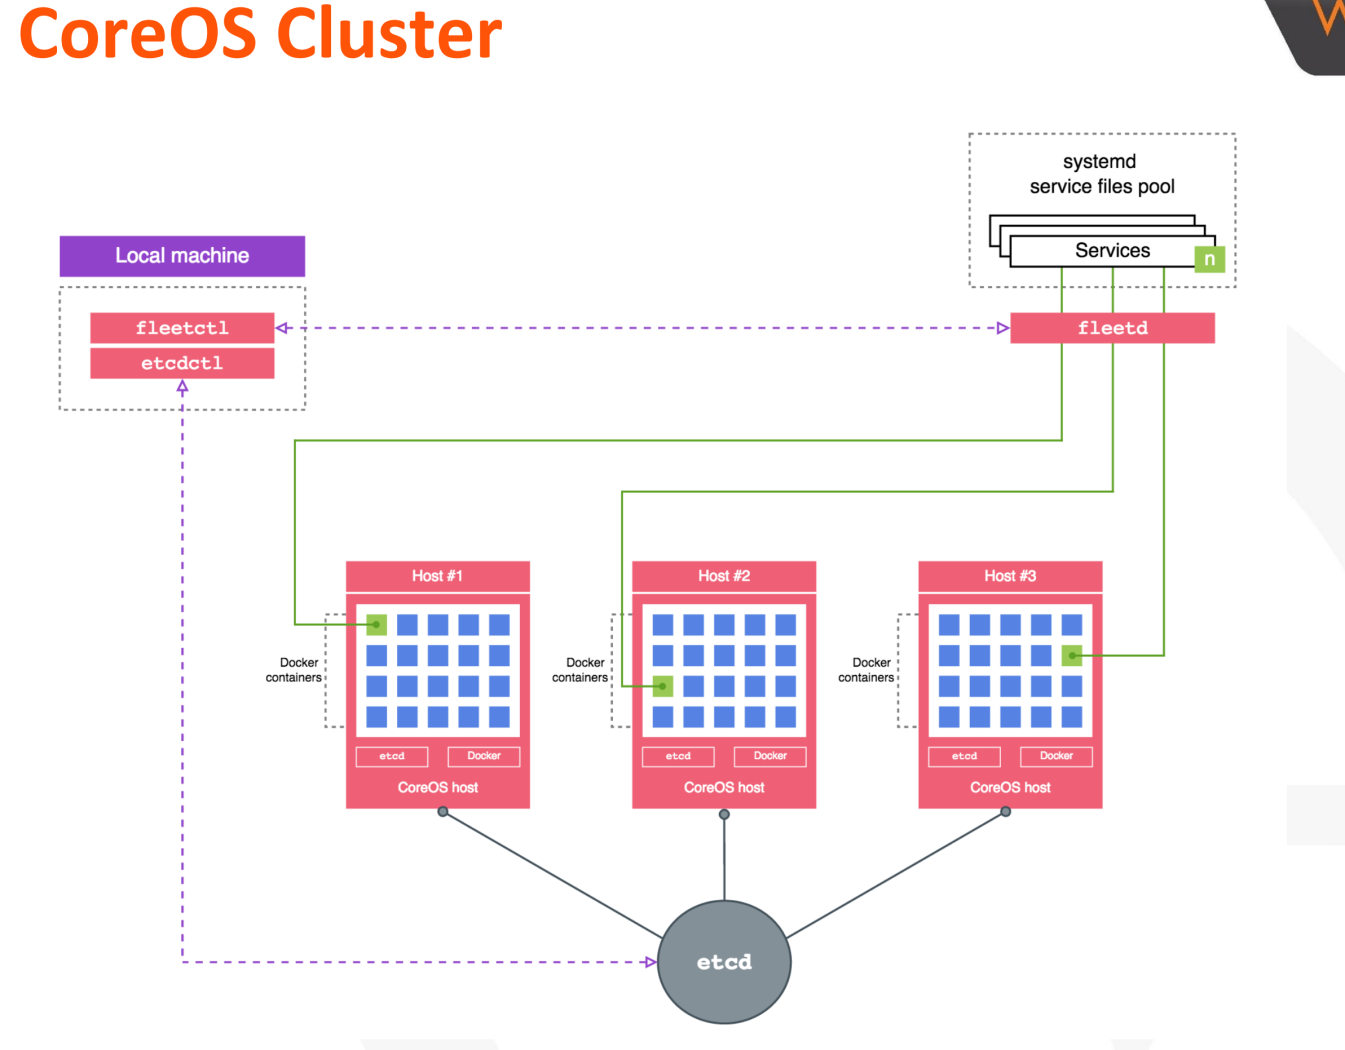 CoreOS Cluster
systemd
service files pool
Services
n
Local machine
fleetctl
etcdctl
fleetd
Host #1
Host #2
Host #3
Docker
containers
Docker
containers
Docker
containers
etcd
Docker
CoreOS host
etcd
Docker
CoreOS host
etcd
Docker
CoreOS host
etcd